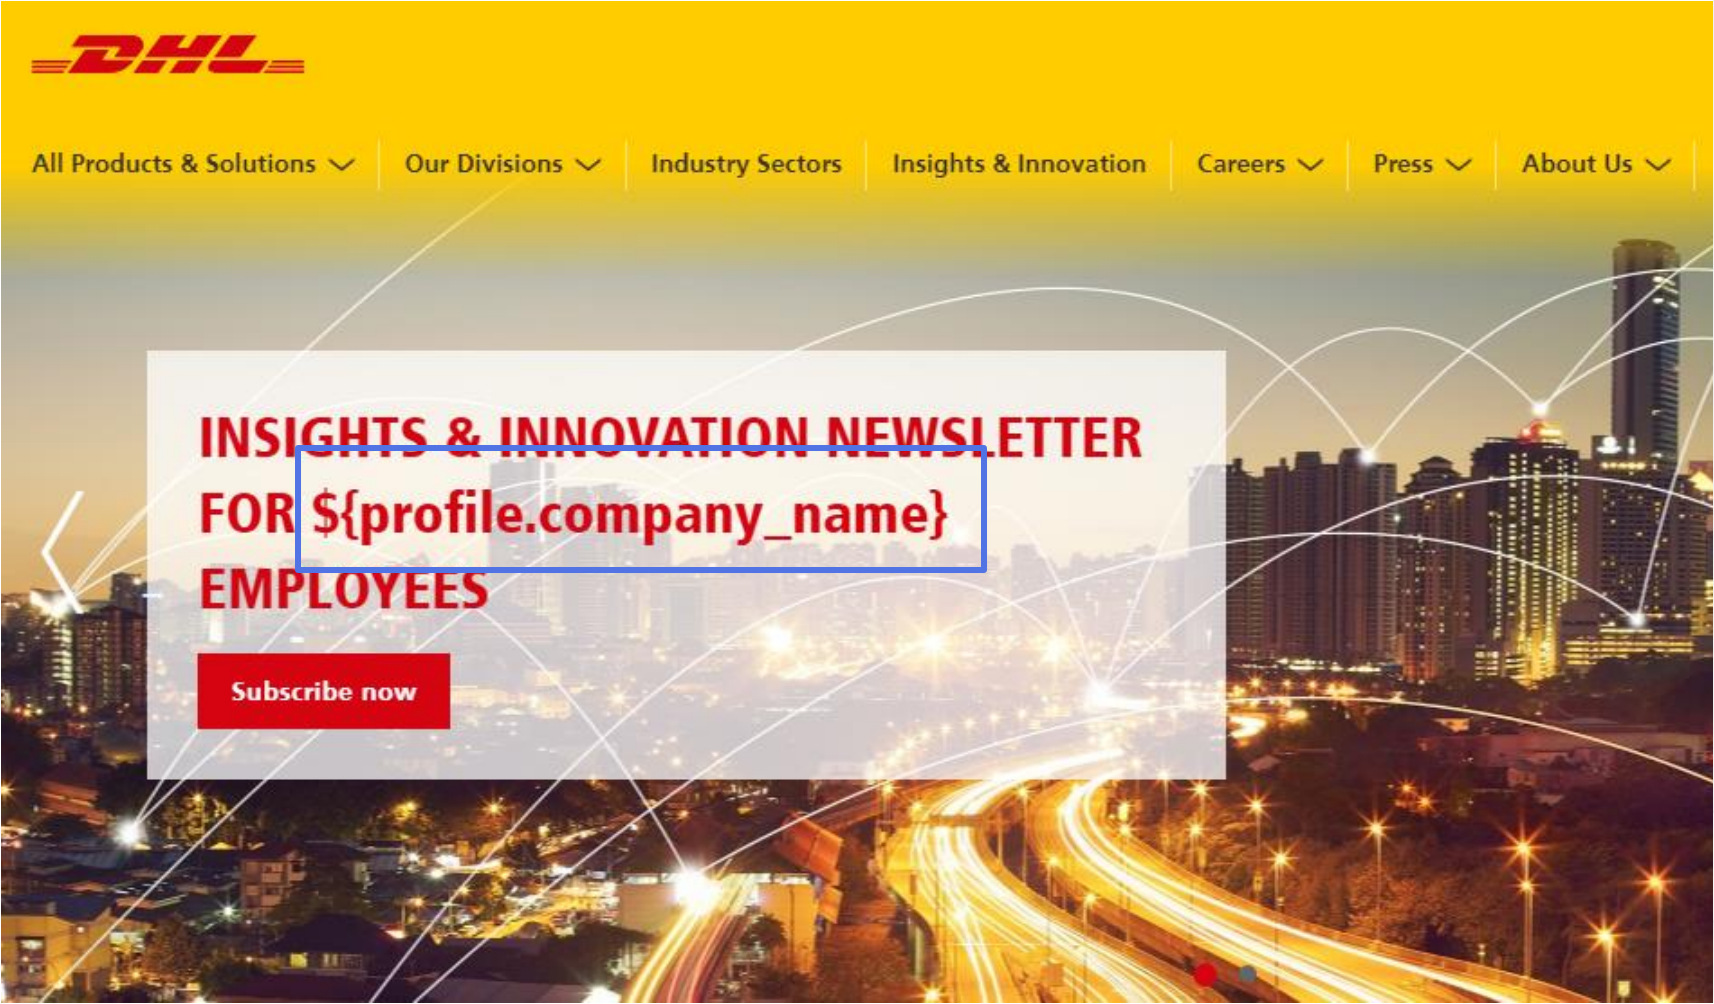 DHL
All Products & Solutions
Our Divisions
Industry Sectors
Insights & Innovation
Careers
Press
About Us
INSIGHTS & INNOVATION NEWSLETTER
FOR ${profile.company_name}
EMPLOYEES
Subscribe now